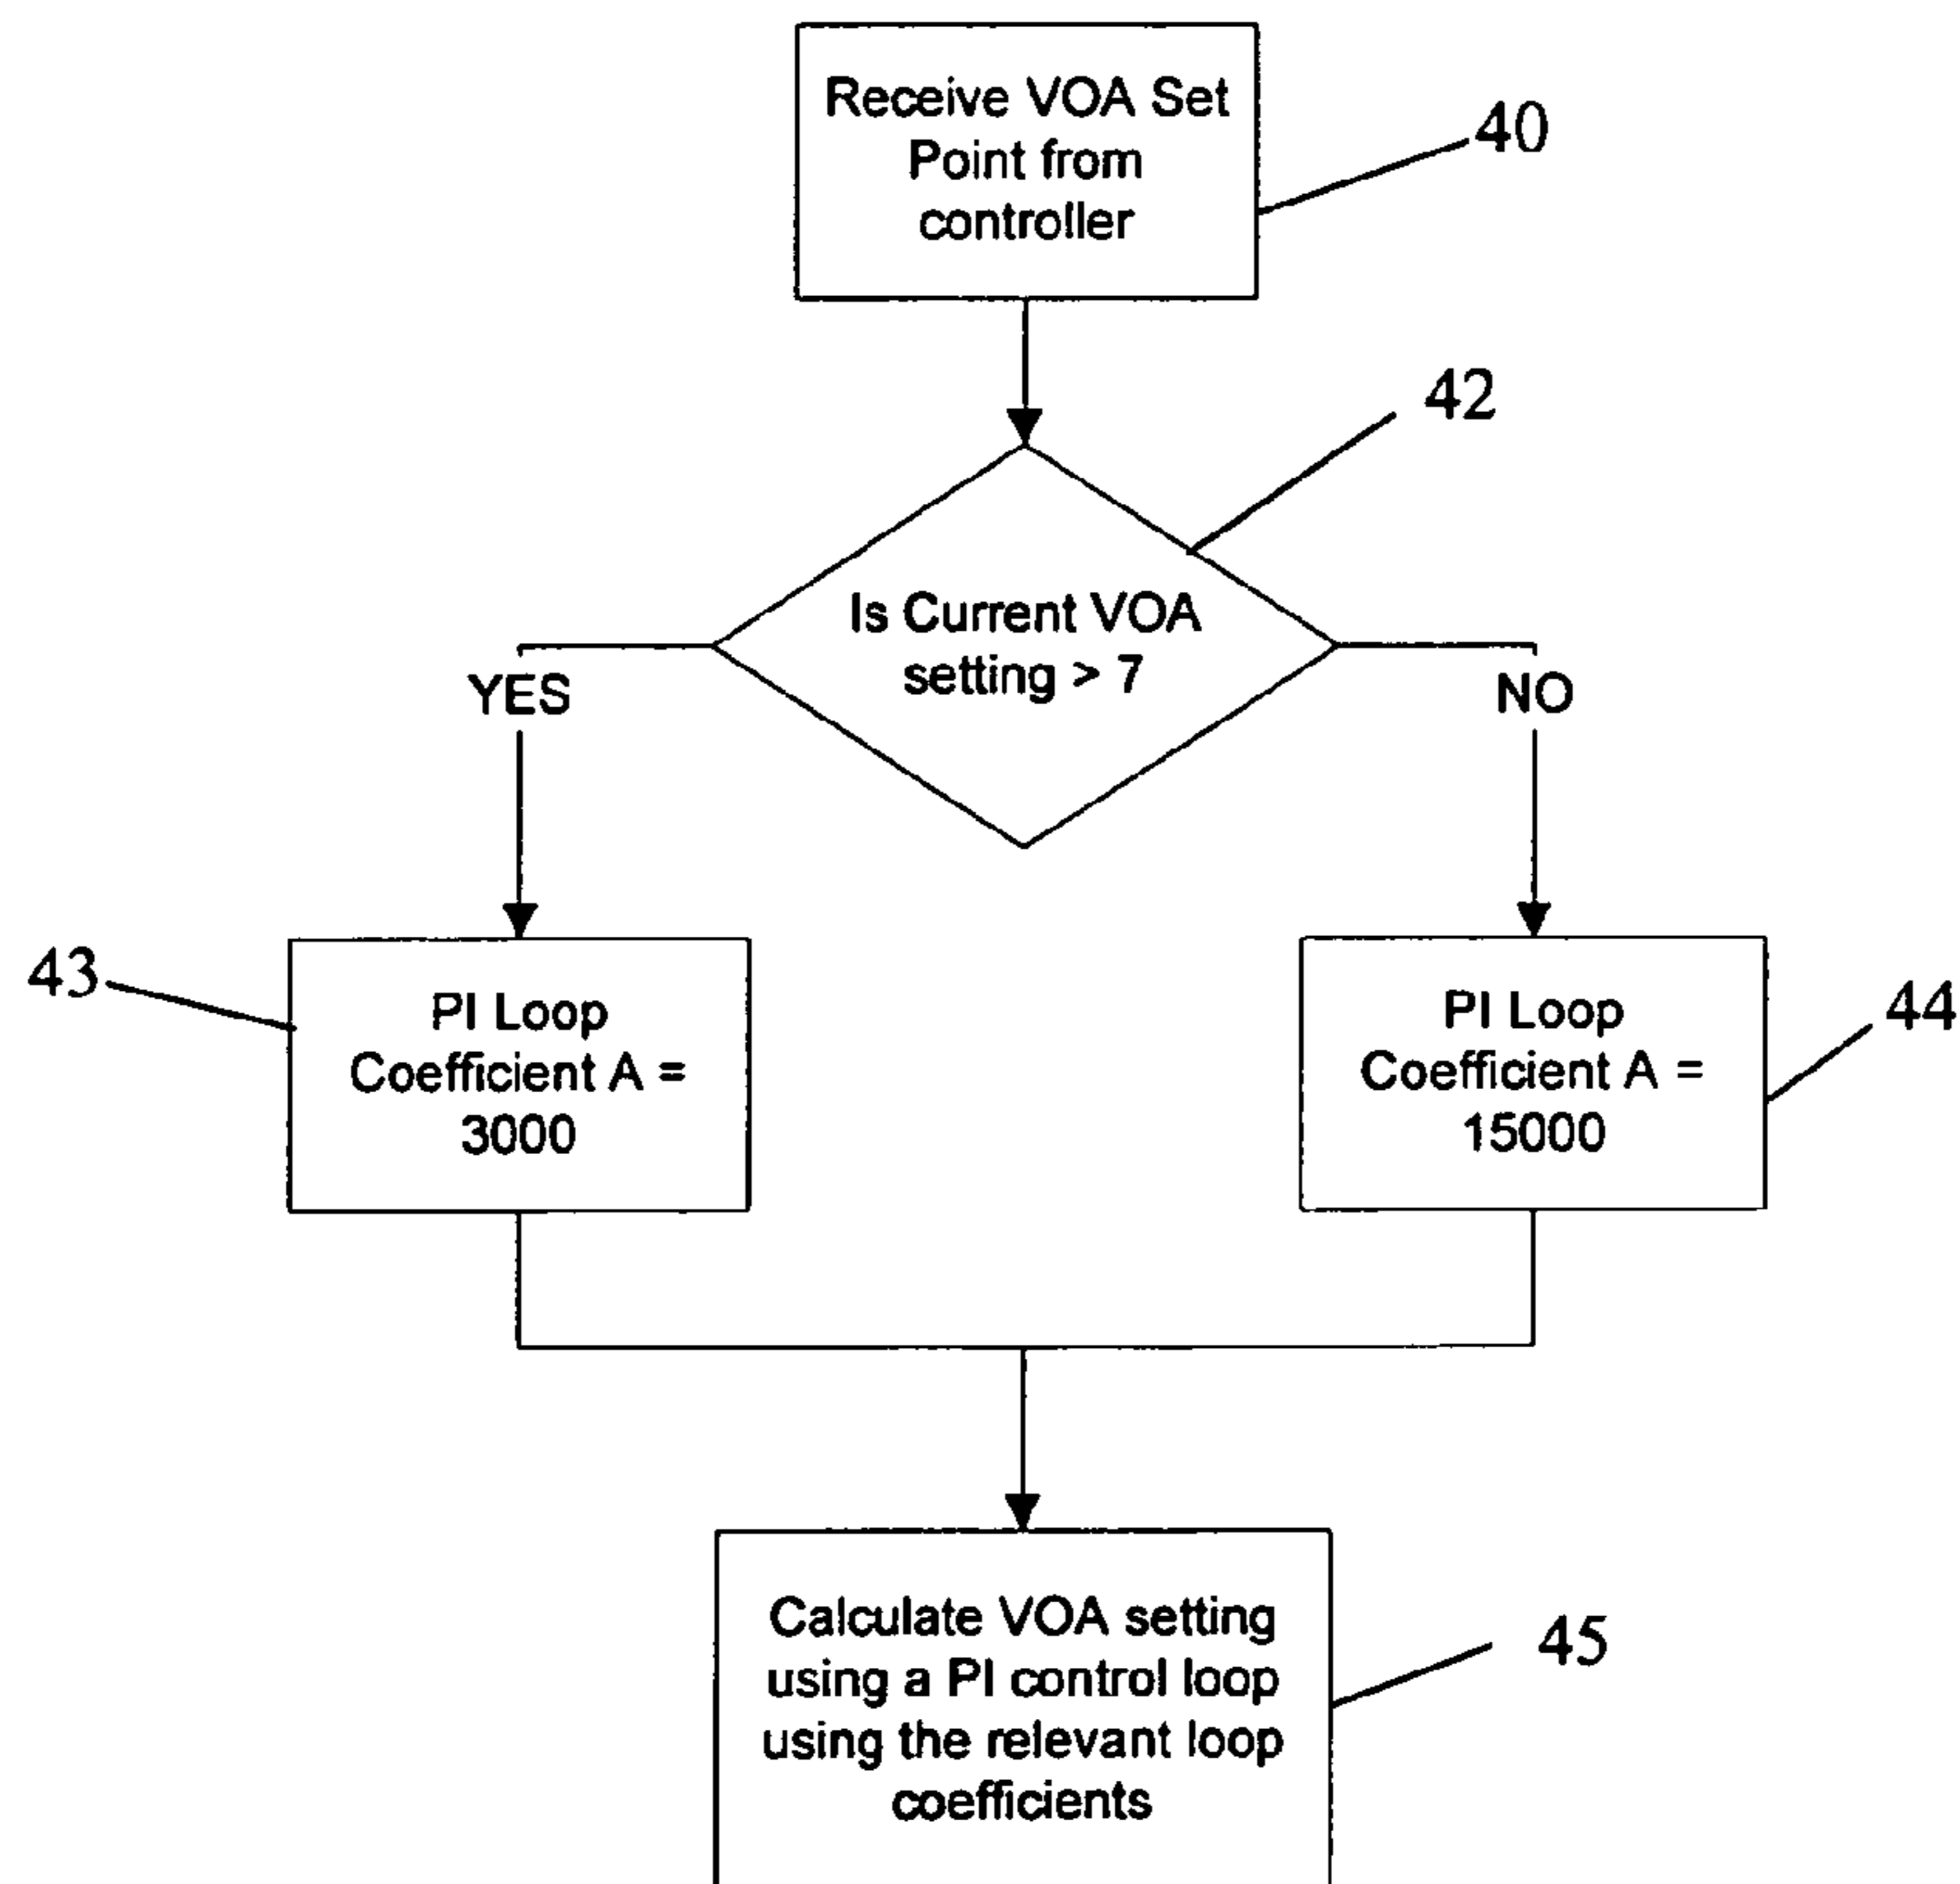 Receive VOA Set
Point from
controller
40
42
Is Current VOA
setting > 7
YES
NO
43
PI Loop
Coefficient A =
3000
PI Loop
Coefficient A =
15000
44
Calculate VOA setting
using a PI control loop
using the relevant loop
coefficients
45